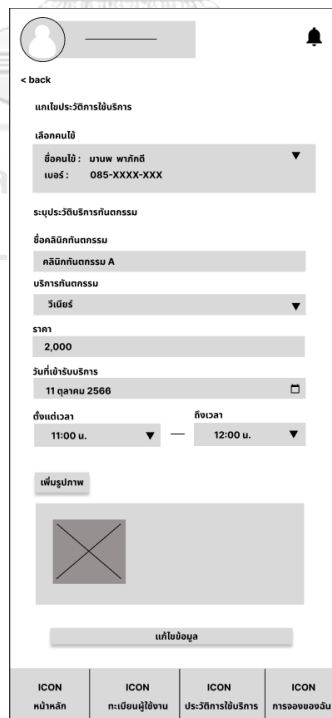 < back
แกเไขประวัติการใช้บริการ
เลือกคนไข้
ชื่อคนไข้ : มานพ พาภักดี
เบอร์ : 085-XXXX-XXX
ระบุประวัติบริการทันตกรรม
ชื่อคลินิกทันตกรรม
คลินิกทันตกรรม A
บริการทันตกรรม
วีเนียร์
ราคา
2,000
วันที่เข้ารับบริการ
11 ตุลาคม 2566
ตั้งแต่เวลา ถึงเวลา
11:00 น. 12:00 น.
เพิ่มรูปภาพ
แก้ไขข้อมูล
ICON ICON ICON ICON
หน้าหลัก ทะเบียนผู้ใช้งาน ประวัติการใช้บริการ การจองของฉัน